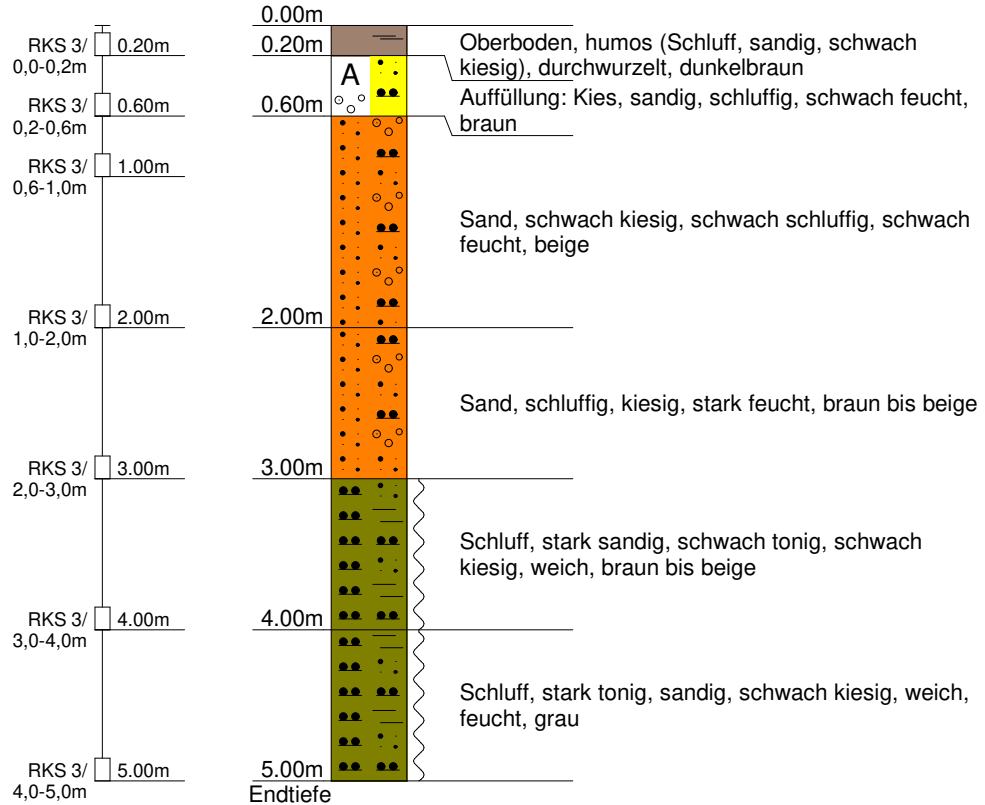 0.00m
RKS 3/
0,0-0,2m
0.20m
0.20m
Oberboden, humos (Schluff, sandig, schwach
kiesig), durchwurzelt, dunkelbraun
A
RKS 3/
0,2-0,6m
0.60m
0.60m
Auffüllung: Kies, sandig, schluffig, schwach feucht,
braun
RKS 3/
0,6-1,0m
1.00m
Sand, schwach kiesig, schwach schluffig, schwach
feucht, beige
RKS 3/
1,0-2,0m
2.00m
2.00m
Sand, schluffig, kiesig, stark feucht, braun bis beige
RKS 3/
2,0-3,0m
3.00m
3.00m
Schluff, stark sandig, schwach tonig, schwach
kiesig, weich, braun bis beige
RKS 3/
3,0-4,0m
4.00m
4.00m
Schluff, stark tonig, sandig, schwach kiesig, weich,
feucht, grau
RKS 3/
4,0-5,0m
5.00m
5.00m
Endtiefe